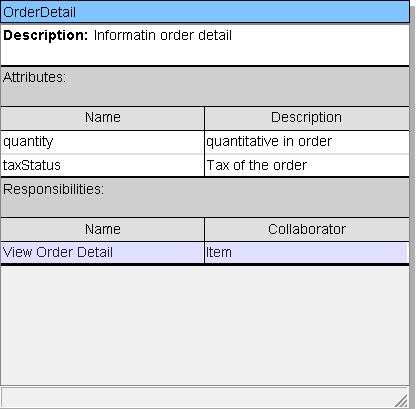 OrderDetail
Description: Informatin order detail
Attributes:
Name Description
quantity quantitative in order
taxStatus Tax of the order
Responsibilities:
Name Collaborator
View Order Detail Item